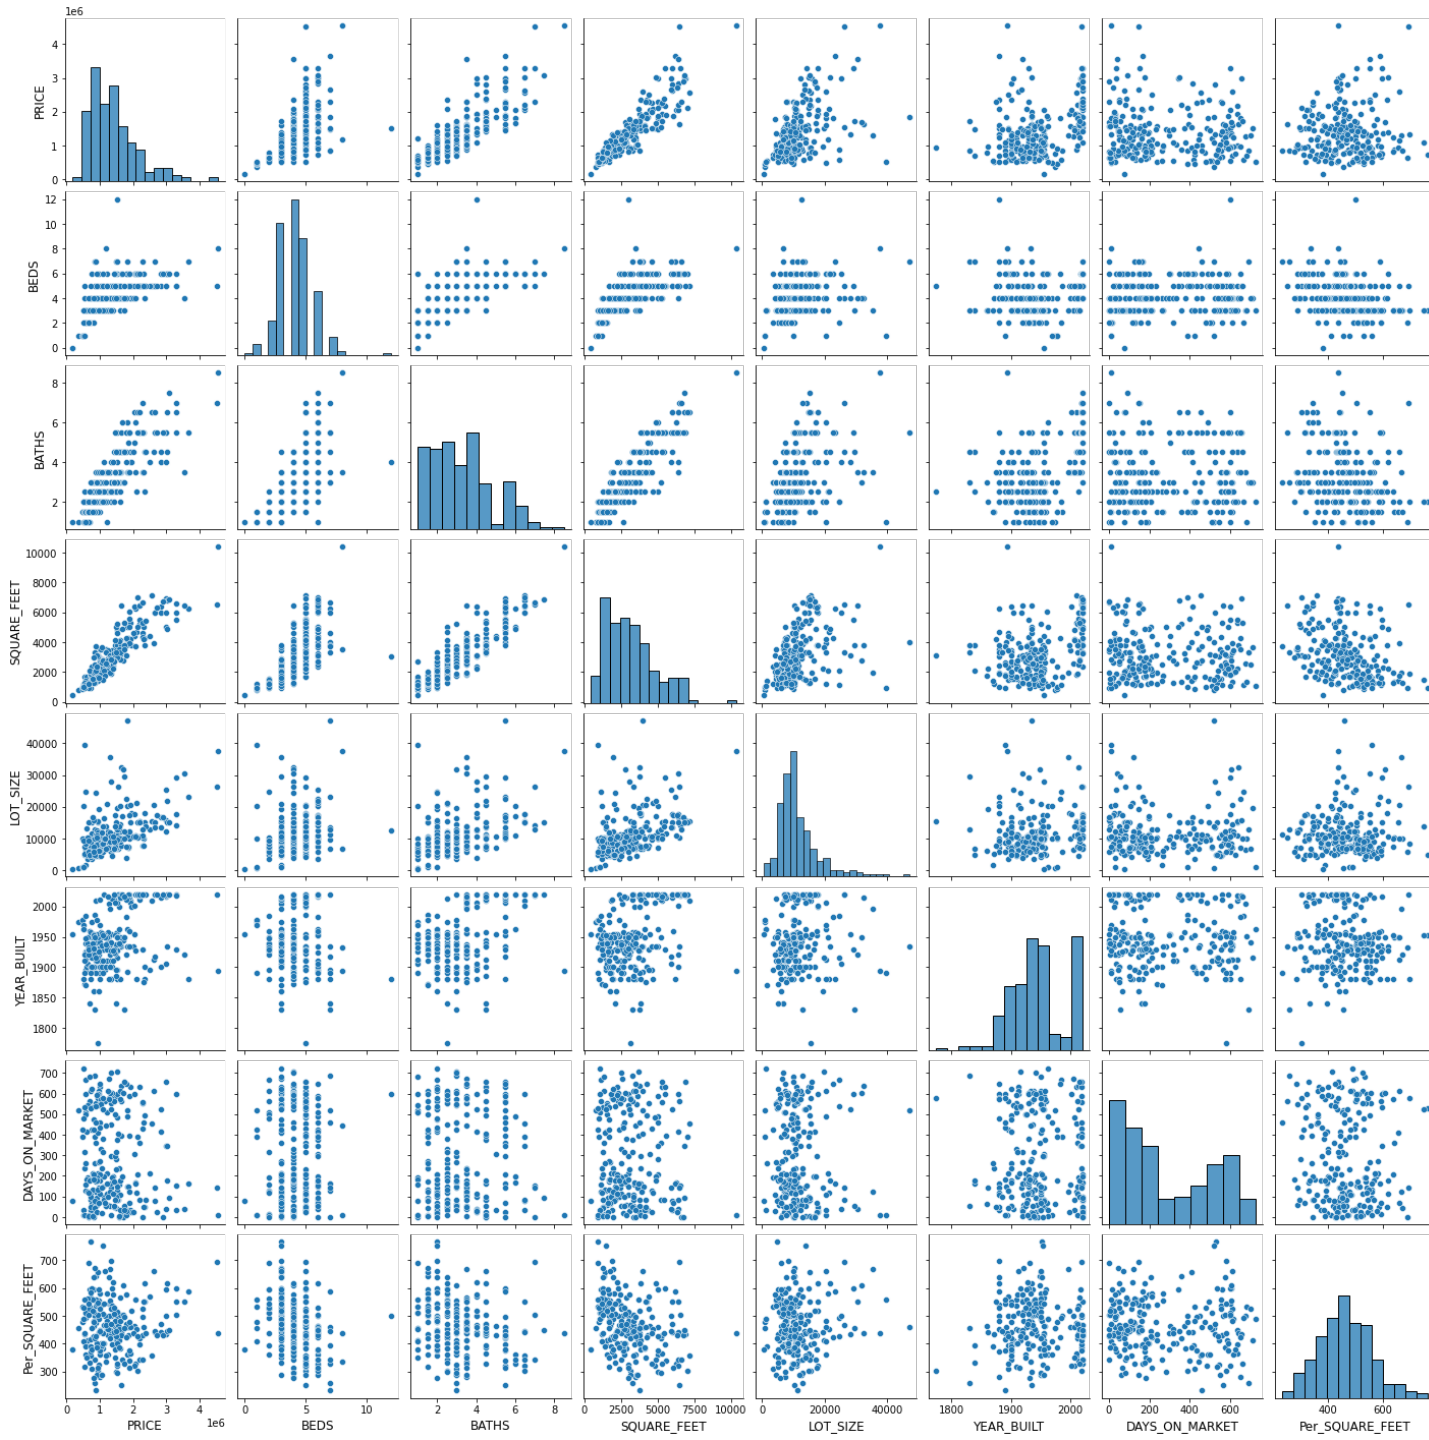 1e6
4
3
2
1
0
PRICE
12
10
8
6
4
2
0
BEDS
8
6
4
2
BATHS
10000
8000
6000
4000
2000
0
SQUARE_FEET
40000
30000
20000
10000
0
LOT_SIZE
2000
1950
1900
1850
1800
YEAR_BUILT
700
600
500
400
300
200
100
0
DAYS_ON_MARKET
700
600
500
400
300
Per_SQUARE_FEET
0 2 4 1e6
PRICE
0 5 10
BEDS
2 4 6 8
BATHS
0 2500 5000 7500 10000
SQUARE_FEET
0 20000 40000
LOT_SIZE
1800 1900 2000
YEAR_BUILT
0 200 400 600
DAYS_ON_MARKET
400 600
Per_SQUARE_FEET